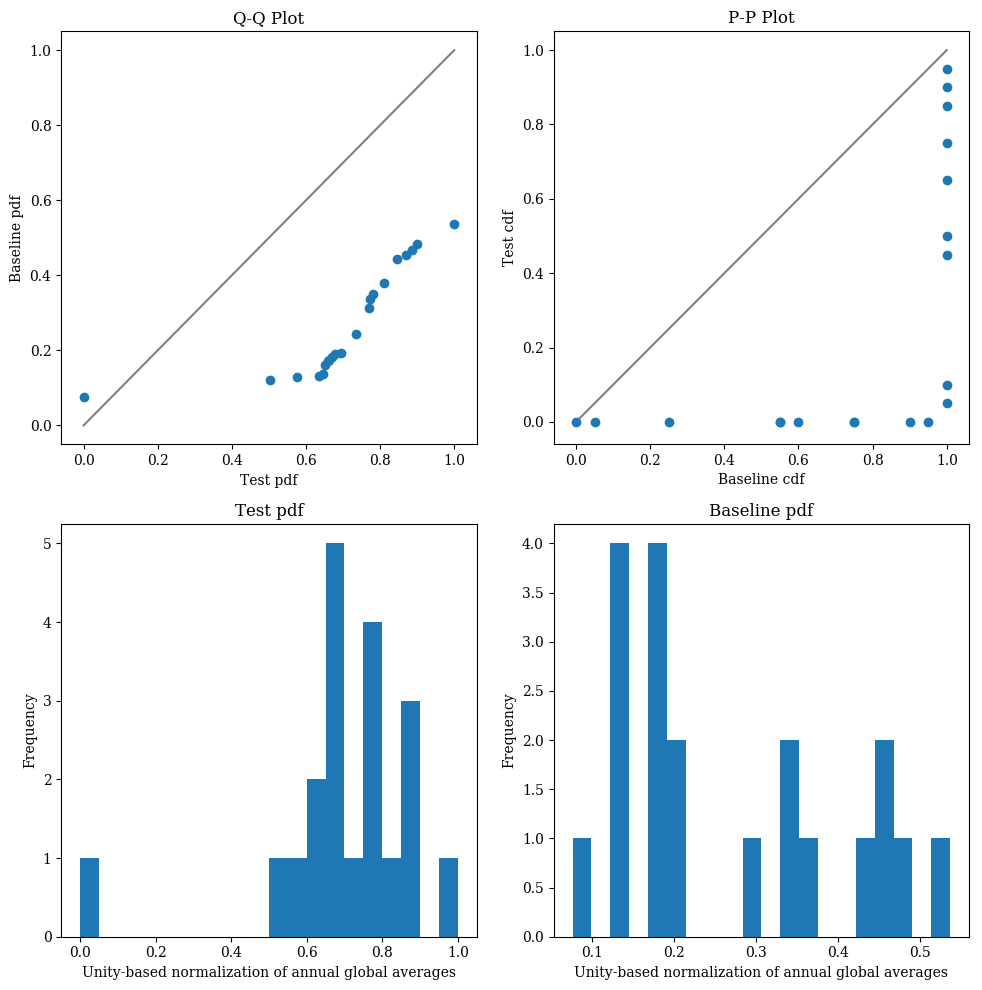 Q-Q Plot
1.0
0.8
0.6
0.4
0.2
0.0
Baseline pdf
0.0 0.2 0.4 0.6 0.8 1.0
Test pdf
P-P Plot
1.0
0.8
0.6
0.4
0.2
0.0
Test cdf
0.0 0.2 0.4 0.6 0.8 1.0
Baseline cdf
Test pdf
5
4
3
2
1
0
Frequency
0.0 0.2 0.4 0.6 0.8 1.0
Unity-based normalization of annual global averages
Baseline pdf
4.0
3.5
3.0
2.5
2.0
1.5
1.0
0.5
0.0
Frequency
0.1 0.2 0.3 0.4 0.5
Unity-based normalization of annual global averages